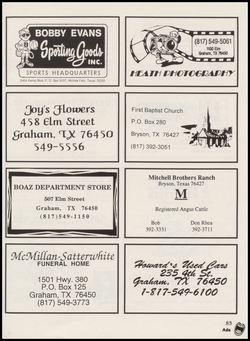 BOBBY EVANS
Sporting Goods
INC.
SPORTS HEADQUARTERS
(817) 549-5061
1100 Elm
Graham, TX 76450
HEATH PHOTOGRAPHY
Joy's Flowers
458 Elm Street
Graham, TX 76450
549-5556
First Baptist Church
P.O. Box 280
Bryson, TX 76427
(817) 392-3051
BOAZ DEPARTMENT STORE
507 Elm Street
Graham, TX 76450
(817) 549-1150
Mitchell Brothers Ranch
Bryson, Texas 76427
M
Registered Angus Cattle
Bob Don Rhea
392-3331 392-3711
McMillan-Satterwhite
FUNERAL HOME
1501 Hwy. 380
P.O. Box 125
Graham, TX 76450
(817) 549-3773
Howard's Used Cars
235 4th St.
Graham, TX 76450
1-817-549-6100
85
Ads